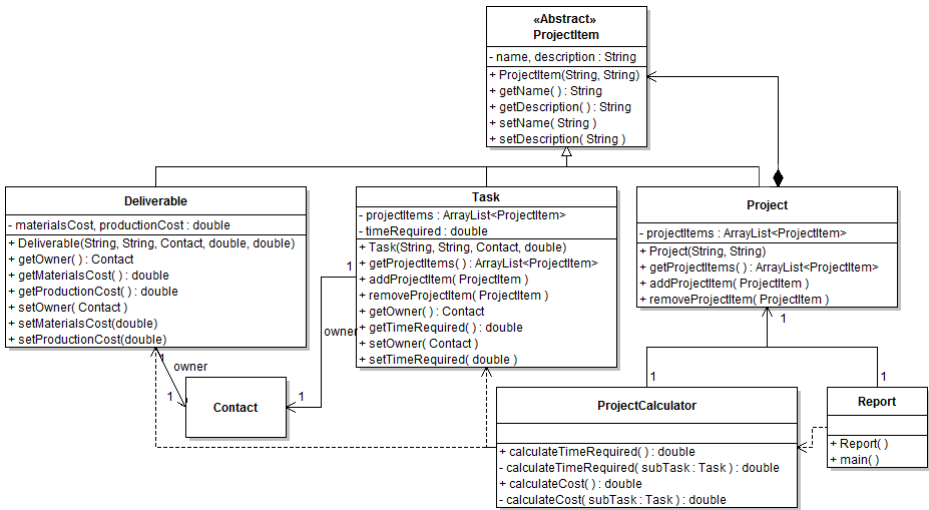 «Abstract»
ProjectItem
- name, description : String
+ ProjectItem(String, String)
+ getName( ) : String
+ getDescription( ) : String
+ setName( String )
+ setDescription( String )
Deliverable
- materialsCost, productionCost : double
+ Deliverable(String, String, Contact, double, double)
+ getOwner( ) : Contact
+ getMaterialsCost( ) : double
+ getProductionCost( ) : double
+ setOwner( Contact )
+ setMaterialsCost(double)
+ setProductionCost(double)
Task
- projectItems : ArrayList<ProjectItem>
- timeRequired : double
+ Task(String, String, Contact, double)
+ getProjectItems( ) : ArrayList<ProjectItem>
+ addProjectItem( ProjectItem )
+ removeProjectItem( ProjectItem )
+ getOwner( ) : Contact
+ getTimeRequired( ) : double
+ setOwner( Contact )
+ setTimeRequired( double )
Project
- projectItems : ArrayList<ProjectItem>
+ Project(String, String)
+ getProjectItems( ) : ArrayList<ProjectItem>
+ addProjectItem( ProjectItem )
+ removeProjectItem( ProjectItem )
1
owner
1
1
owner
1
1
Contact
1
1
1
ProjectCalculator
+ calculateTimeRequired( ) : double
- calculateTimeRequired( subTask : Task ) : double
+ calculateCost( ) : double
- calculateCost( subTask : Task ) : double
Report
+ Report( )
+ main( )